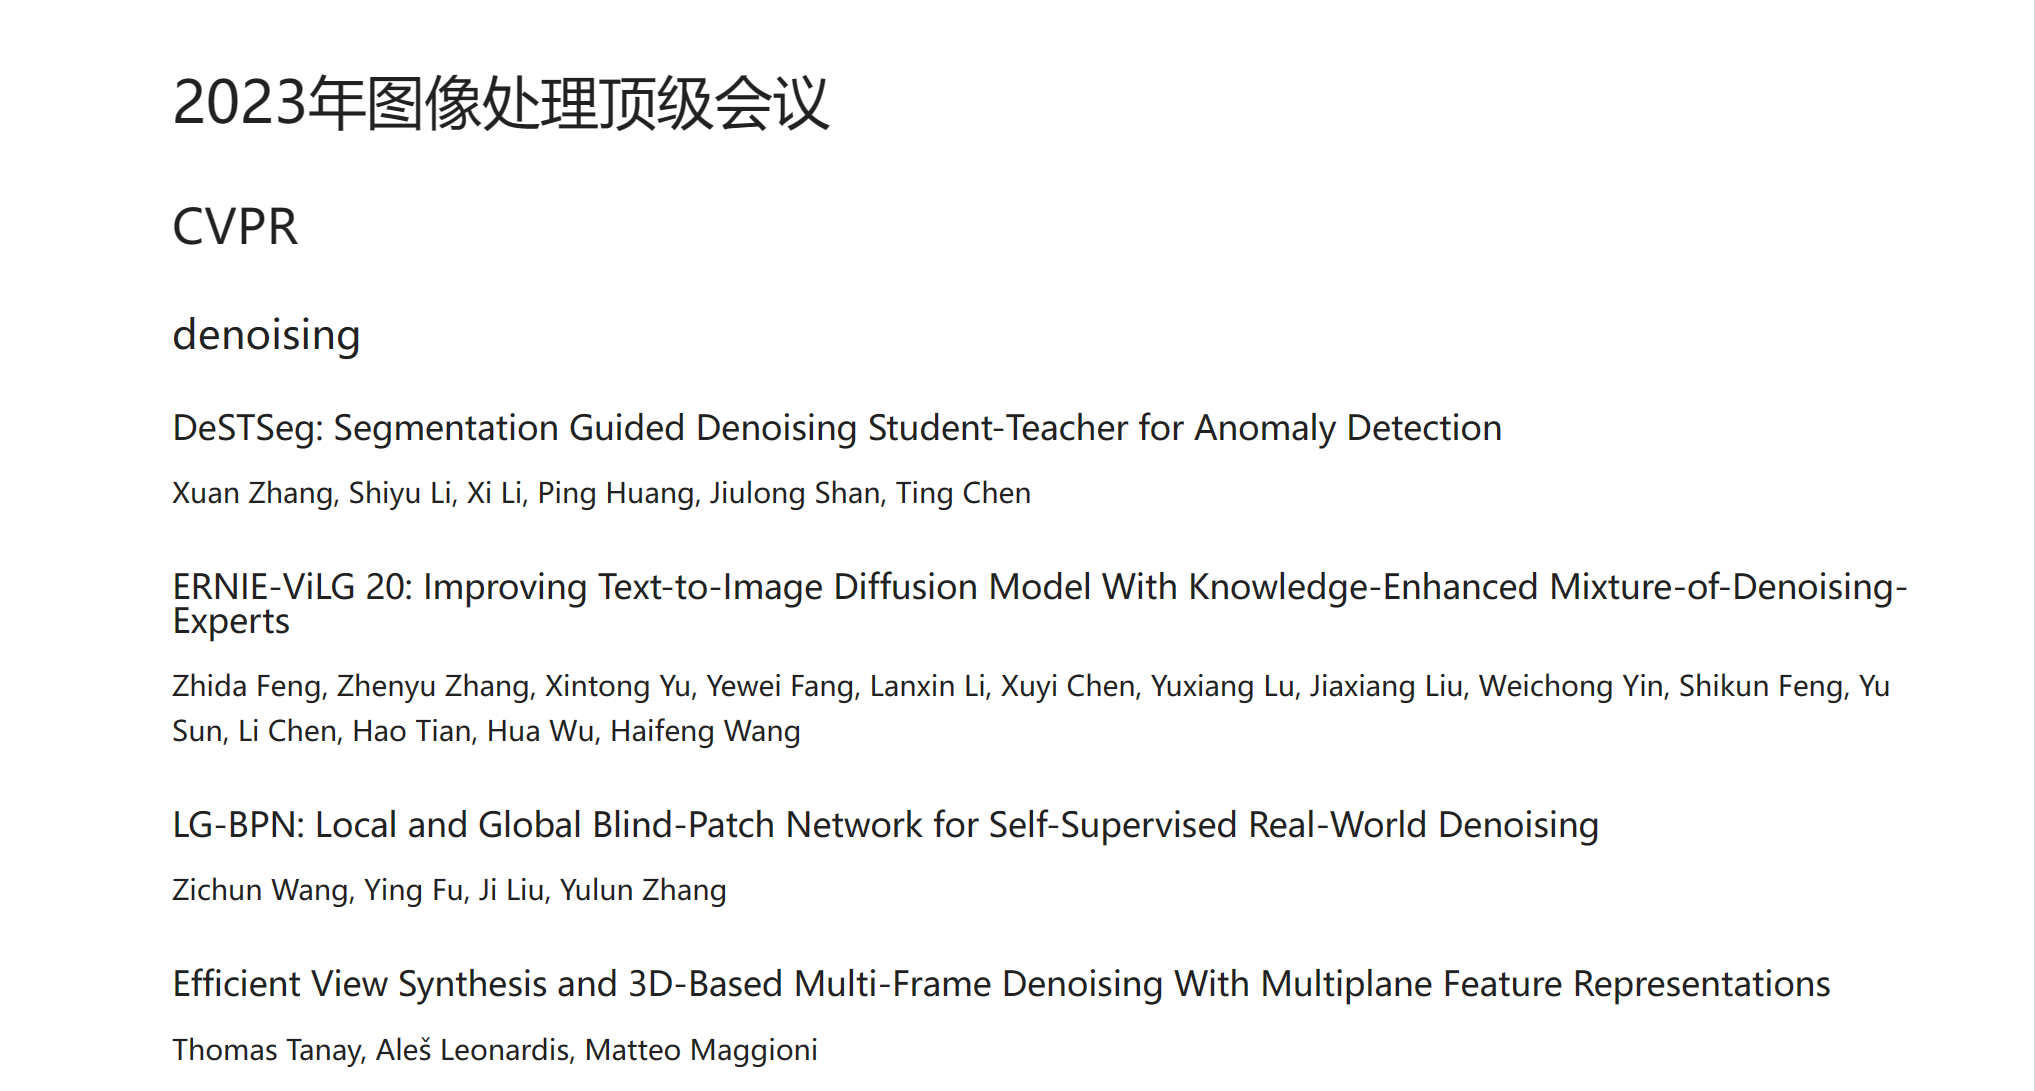 2023年图像处理顶级会议
CVPR
denoising
DeSTSeg: Segmentation Guided Denoising Student-Teacher for Anomaly Detection
Xuan Zhang, Shiyu Li, Xi Li, Ping Huang, Jiulong Shan, Ting Chen
ERNIE-ViLG 20: Improving Text-to-Image Diffusion Model With Knowledge-Enhanced Mixture-of-Denoising-
Experts
Zhida Feng, Zhenyu Zhang, Xintong Yu, Yewei Fang, Lanxin Li, Xuyi Chen, Yuxiang Lu, Jiaxiang Liu, Weichong Yin, Shikun Feng, Yu
Sun, Li Chen, Hao Tian, Hua Wu, Haifeng Wang
LG-BPN: Local and Global Blind-Patch Network for Self-Supervised Real-World Denoising
Zichun Wang, Ying Fu, Ji Liu, Yulun Zhang
Efficient View Synthesis and 3D-Based Multi-Frame Denoising With Multiplane Feature Representations
Thomas Tanay, Aleš Leonardis, Matteo Maggioni